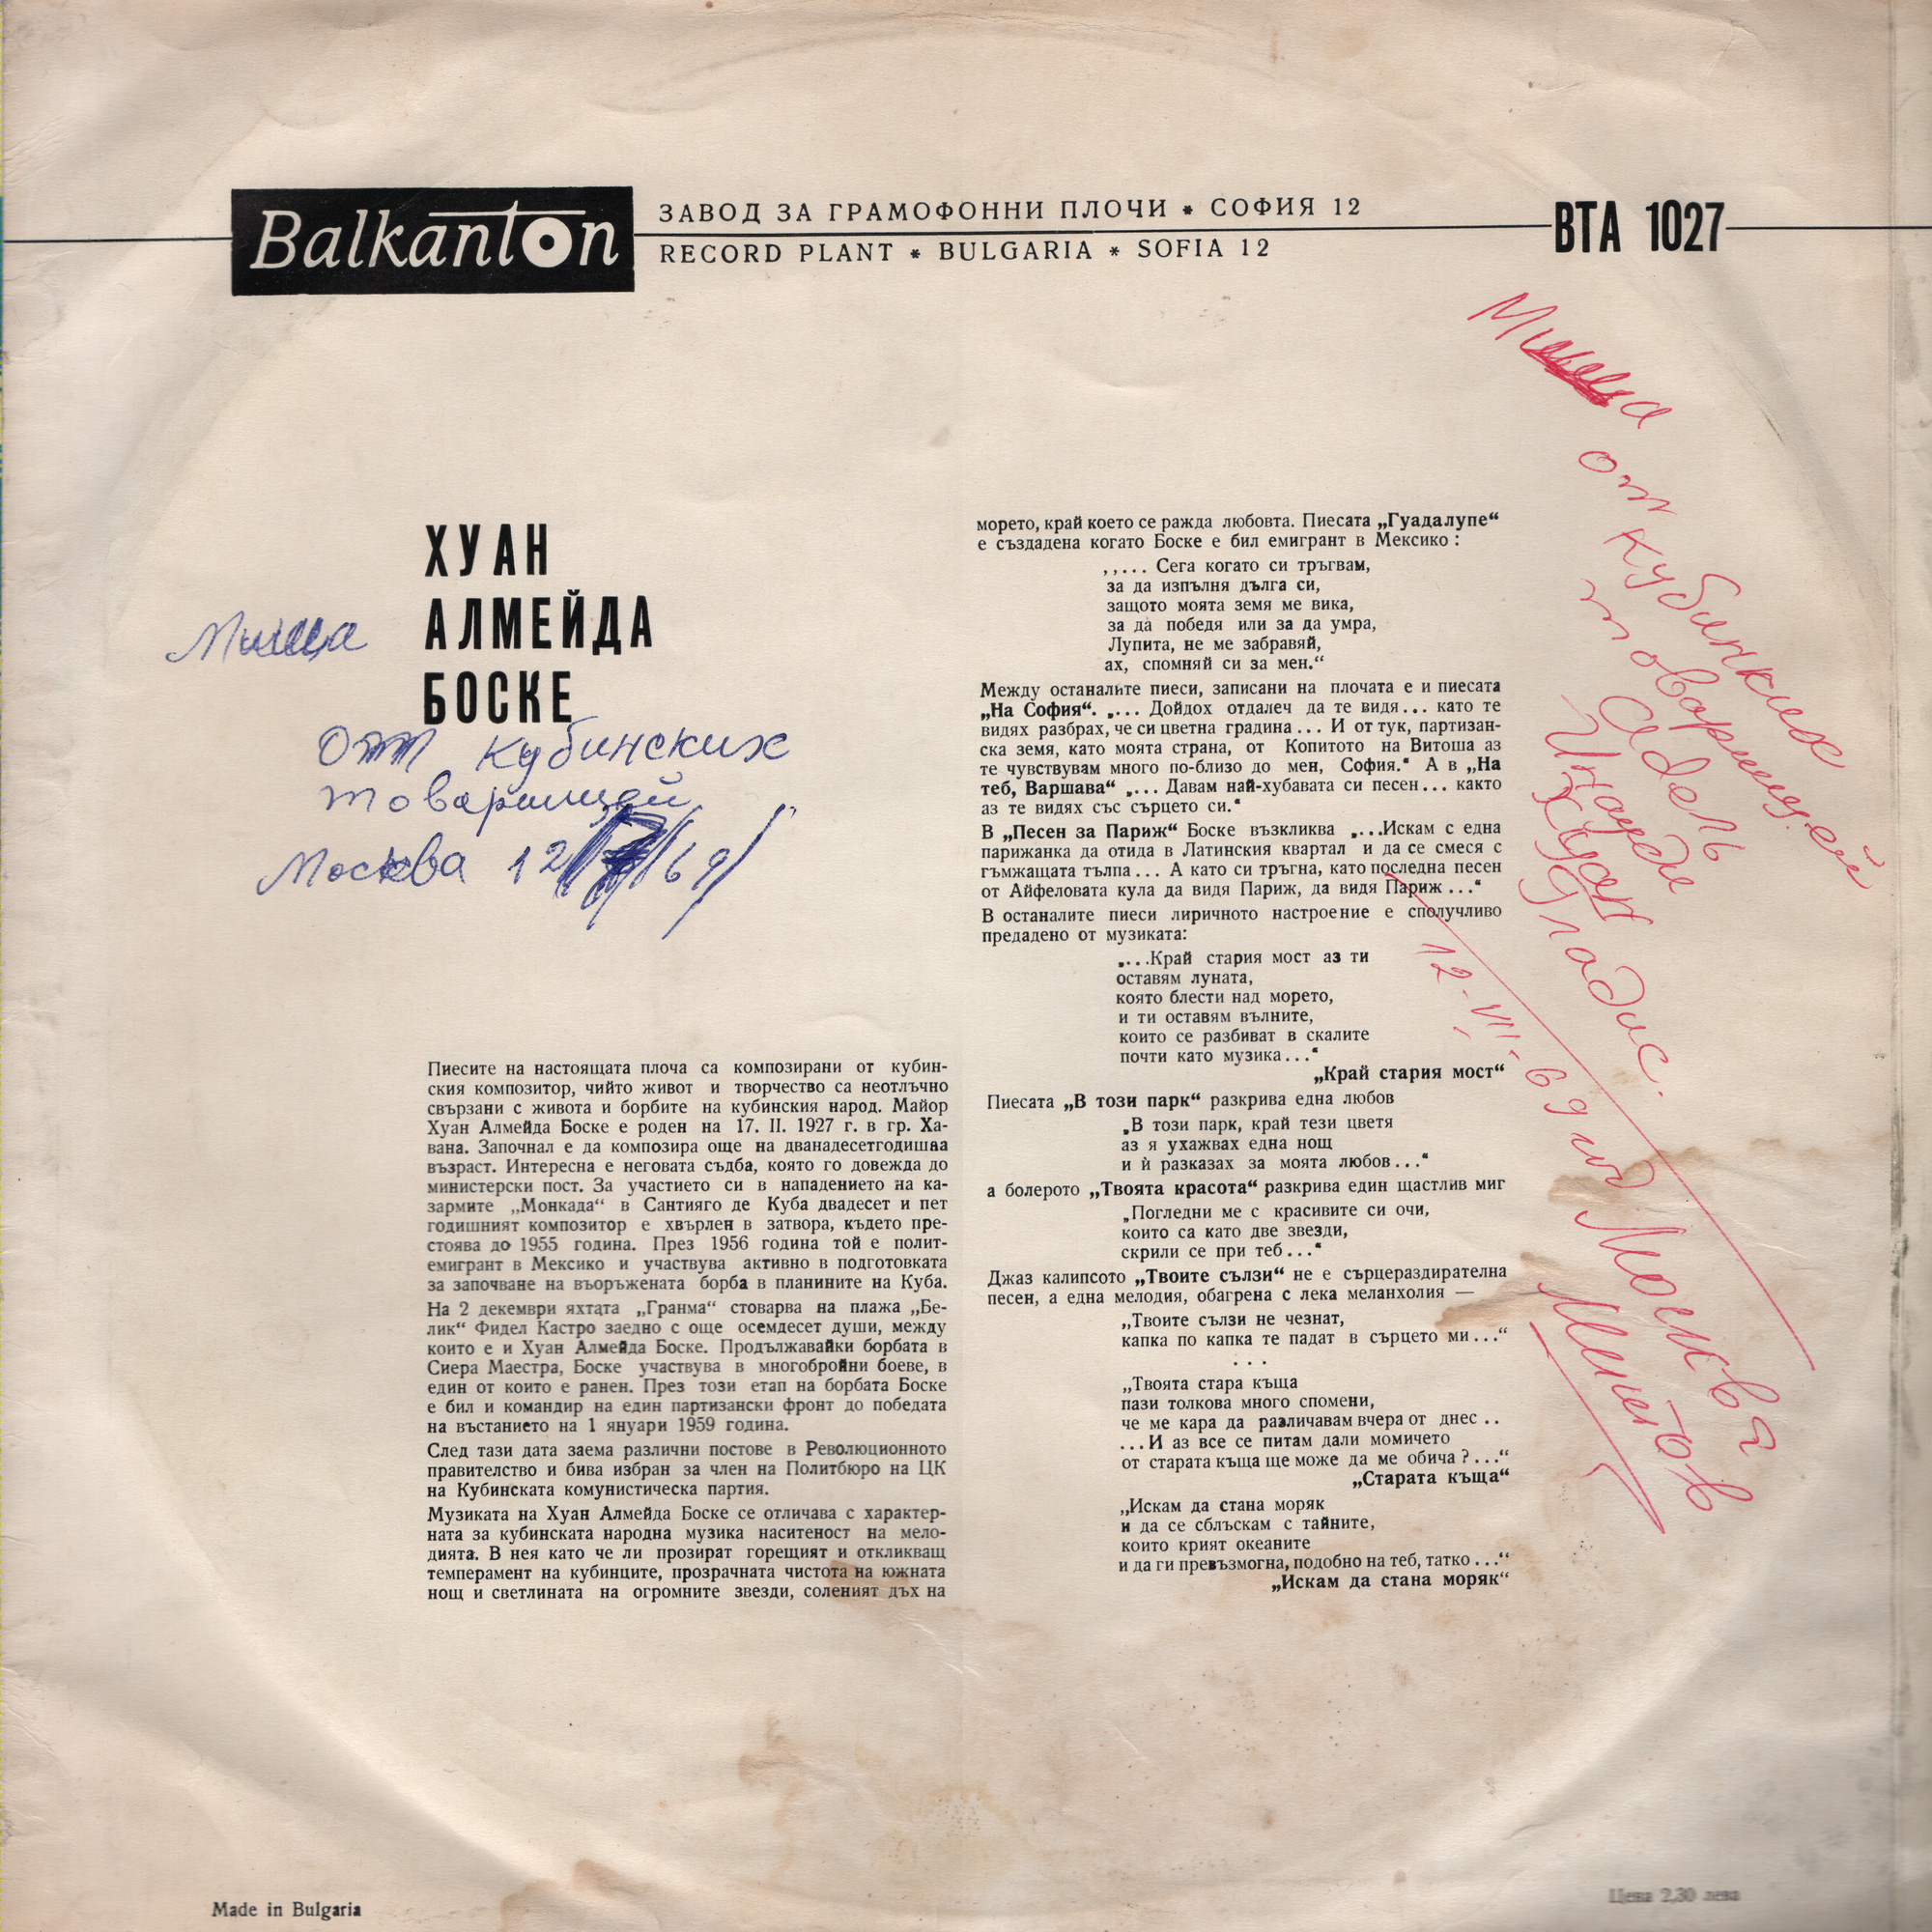 Balkanton
ЗАВОД ЗА ГРАМОФОННИ ПЛОЧИ * СОФИЯ 12
RECORD PLANT * BULGARIA * SOFIA 12
ВТА 1027
ХУАН
АЛМЕЙДА
БОСКЕ
Миша
От кубинских
товарищей
Москва 12/7/69/
Пиесите на настоящата плоча са композирани от кубин-
ския композитор, чийто живот и творчество са неотлъчно
свързани с живота и борбите на кубинския народ. Майор
Хуан Алмейда Боске е роден на 17. II. 1927 г. в гр. Ха-
вана. Започнал е да композира още на дванадесетгодишна
възраст. Интересна е неговата съдба, която го довежда до
министерски пост. За участието си в нападението на ка-
зармите „Монкада“ в Сантияго де Куба двадесет и пет
годишният композитор е хвърлен в затвора, където пре-
стоява до 1955 година. През 1956 година той е полит-
емигрант в Мексико и участвува активно в подготовката
за започване на въоръжената борба в планините на Куба.
На 2 декември яхтата „Гранма“ стоварва на плажа „Бе-
лик“ Фидел Кастро заедно с още осемдесет души, между
които е и Хуан Алмейда Боске. Продължавайки борбата в
Сиера Маестра, Боске участвува в многобройни боеве, в
един от които е ранен. През този етап на борбата Боске
е бил и командир на един партизански фронт до победата
на въстанието на 1 януари 1959 година.
След тази дата заема различни постове в Революционното
правителство и бива избран за член на Политбюро на ЦК
на Кубинската комунистическа партия.
Музиката на Хуан Алмейда Боске се отличава с характер-
ната за кубинската народна музика наситеност на мело-
дията. В нея като че ли прозират горещият и откликващ
темперамент на кубинците, прозрачната чистота на южната
нощ и светлината на огромните звезди, соленият дъх на
морето, край което се ражда любовта. Пиесата „Гуадалупе“
е създадена когато Боске е бил емигрант в Мексико :
,,... Сега когато си тръгвам,
за да изпълня дълга си,
защото моята земя ме вика,
за да победя или за да умра,
Лупита, не ме забравяй,
ах, спомняй си за мен.“
Между останалите пиеси, записани на плочата е и пиесата
„На София“. „... Дойдох отдалеч да те видя... като те
видях разбрах, че си цветна градина... И от тук, партизан-
ска земя, като моята страна, от Копитото на Витоша аз
те чувствувам много по-близо до мен, София.“ А в „На
теб, Варшава“ „... Давам най-хубавата си песен... както
аз те видях със сърцето си.“
В „Песен за Париж“ Боске възкликва „...Искам с една
парижанка да отида в Латинския квартал и да се смеся с
гъмжащата тълпа... А като си тръгна, като последна песен
от Айфеловата кула да видя Париж, да видя Париж ...“
В останалите пиеси лиричното настроение е сполучливо
предадено от музиката:
„...Край стария мост аз ти
оставям луната,
която блести над морето,
и ти оставям вълните,
които се разбиват в скалите
почти като музика...“
„Край стария мост“
Пиесата „В този парк“ разкрива една любов
„В този парк, край тези цветя
аз я ухажвах една нощ
и й разказах за моята любов...“
а болерото „Твоята красота“ разкрива един щастлив миг
„Погледни ме с красивите си очи,
които са като две звезди,
скрили се при теб...“
Джаз калипсото „Твоите сълзи“ не е сърцераздирателна
песен, а една мелодия, обагрена с лека меланхолия —
„Твоите сълзи не чезнат,
капка по капка те падат в сърцето ми...“
...
„Твоята стара къща
пази толкова много спомени,
че ме кара да различавам вчера от днес ..
...И аз все се питам дали момичето
от старата къща ще може да ме обича ?...“
„Старата къща“
„Искам да стана моряк
и да се сблъскам с тайните,
които крият океаните
и да ги превъзмогна, подобно на теб, татко ...“
„Искам да стана моряк“
Миша
от кубинских
товарищей
Адель
Хуан
12-VII-69 год Москва
Made in Bulgaria
Цена 2,30 лева